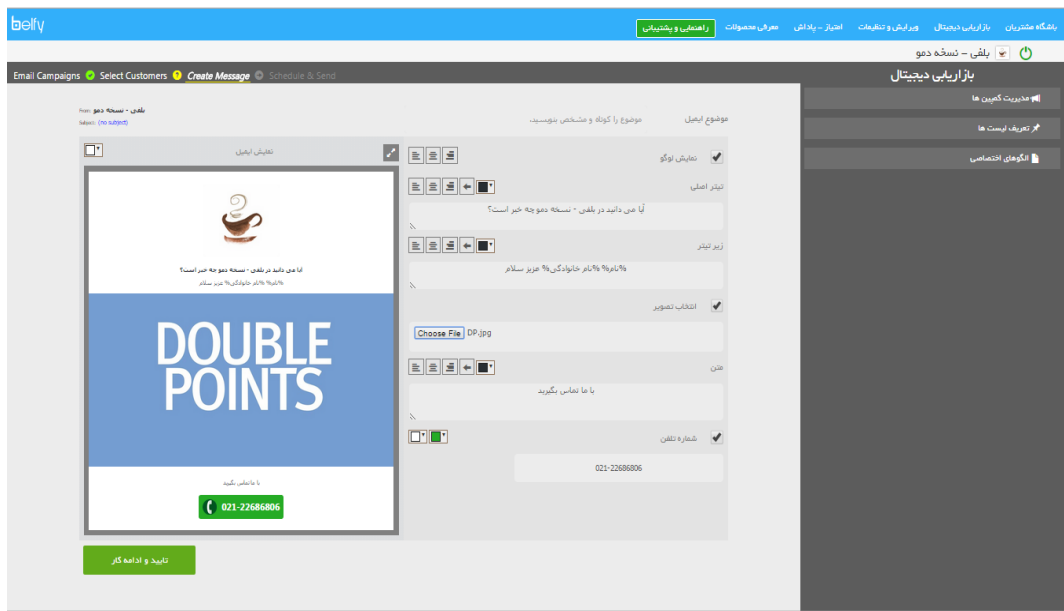 belfy
باشگاه مشتریان
بازاریابی دیجیتال
ویرایش و تنظیمات
امتیاز - پاداش
معرفی محصولات
راهنمایی و پشتیبانی
بلفی - نسخه دمو
Email Campaigns Select Customers ? Create Message Schedule & Send
بازاریابی دیجیتال
مدیریت کمپین ها
تعریف لیست ها
الگوهای اختصاصی
From: بلفی - نسخه دمو
Subject: (no subject)
موضوع ایمیل
موضوع را کوتاه و مشخص بنویسید.
نمایش ایمیل
نمایش لوگو
تیتر اصلی
آیا می دانید در بلفی - نسخه دمو چه خبر است؟
زیر تیتر
%نام% %نام خانوادگی% عزیز سلام
انتخاب تصویر
Choose File DP.jpg
متن
با ما تماس بگیرید
شماره تلفن
021-22686806
آیا می دانید در بلفی - نسخه دمو چه خبر است؟
%نام% %نام خانوادگی% عزیز سلام
DOUBLE
POINTS
با ما تماس بگیرید
021-22686806
تایید و ادامه کار